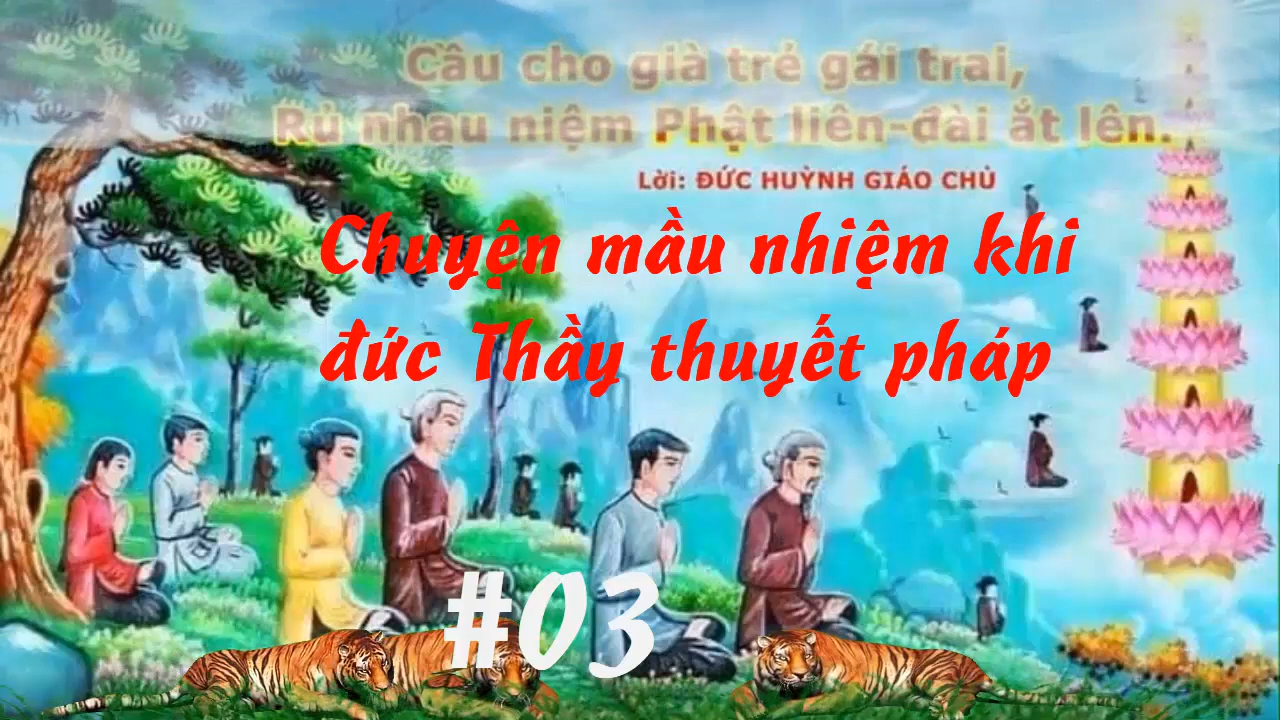 Cầu cho già trẻ gái trai,
Rủ nhau niệm Phật liên-đài ắt lên.
Lời: ĐỨC HUỲNH GIÁO CHỦ
Chuyện mầu nhiệm khi
đức Thầy thuyết pháp
#03